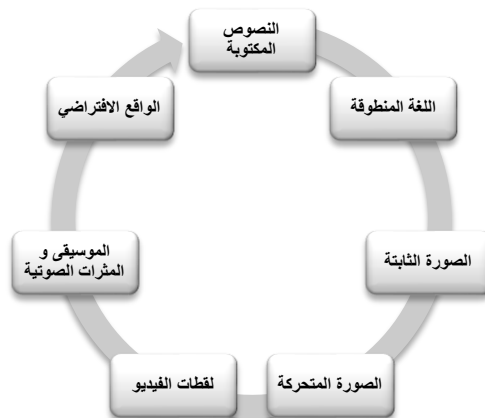 النصوص
المكتوبة
اللغة المنطوقة
الصورة الثابتة
الصورة المتحركة
لقطات الفيديو
الموسيقى و
المثرات الصوتية
الواقع الافتراضي